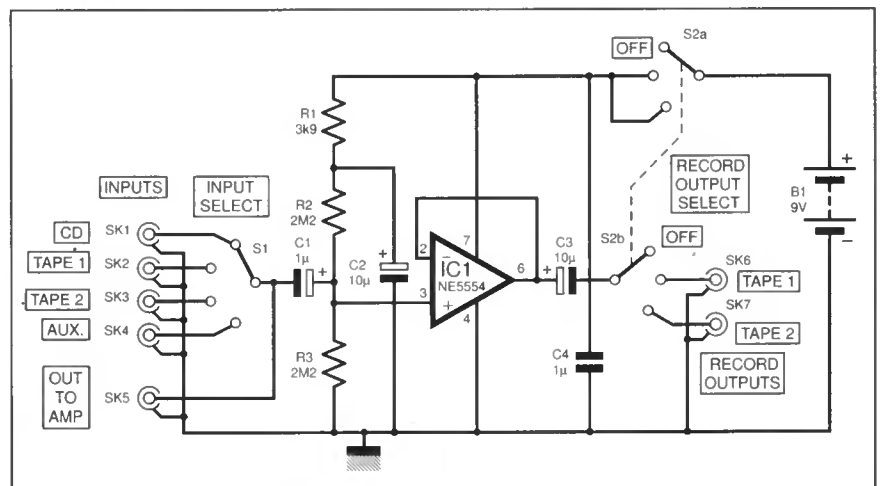 INPUTS
CD
SK1
TAPE 1
SK2
TAPE 2
SK3
AUX.
SK4
OUT
TO
AMP
SK5
INPUT
SELECT
S1
C1
1µ
+
R1
3k9
R2
2M2
R3
2M2
+
C2
10µ
2
3
−
IC1
NE5554
+
7
6
4
+
C3
10µ
C4
1µ
OFF
S2a
RECORD
OUTPUT
SELECT
S2b
OFF
SK6
TAPE 1
SK7
TAPE 2
RECORD
OUTPUTS
+
B1
9V
−